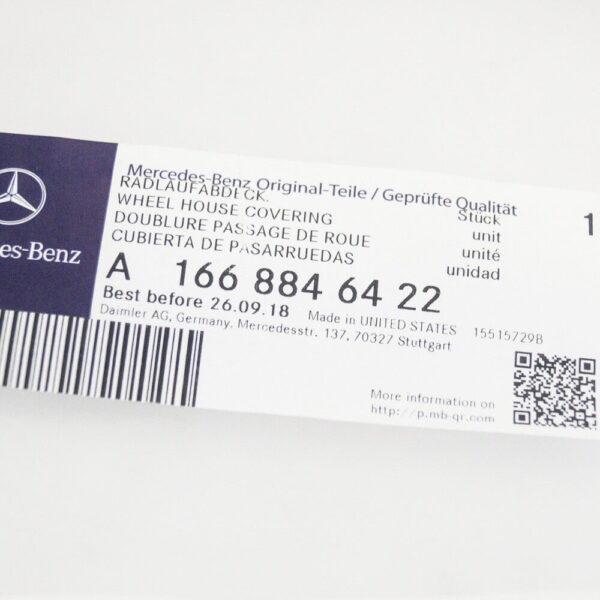 Mercedes-Benz Original-Teile / Geprüfte Qualität
RADLAUFABDECK. Stück 1
WHEEL HOUSE COVERING unit
DOUBLURE PASSAGE DE ROUE unité
CUBIERTA DE PASARRUEDAS unidad
des-Benz
A 166 884 64 22
Best before 26.09.18 Made in UNITED STATES 15515729B
Daimler AG, Germany. Mercedesstr. 137, 70327 Stuttgart
More information on
http://p.mb-qr.com